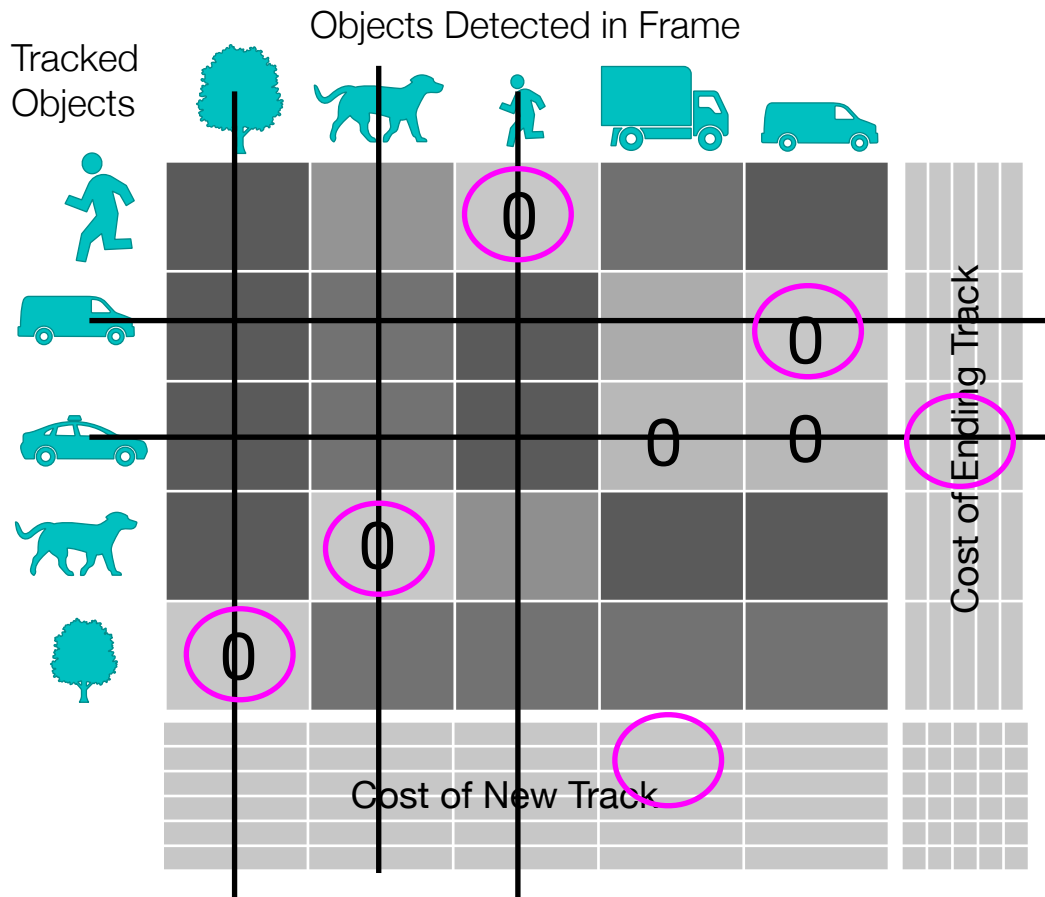 Objects Detected in Frame
Tracked
Objects
0
0
0 0
0
0
Cost of Ending Track
Cost of New Track